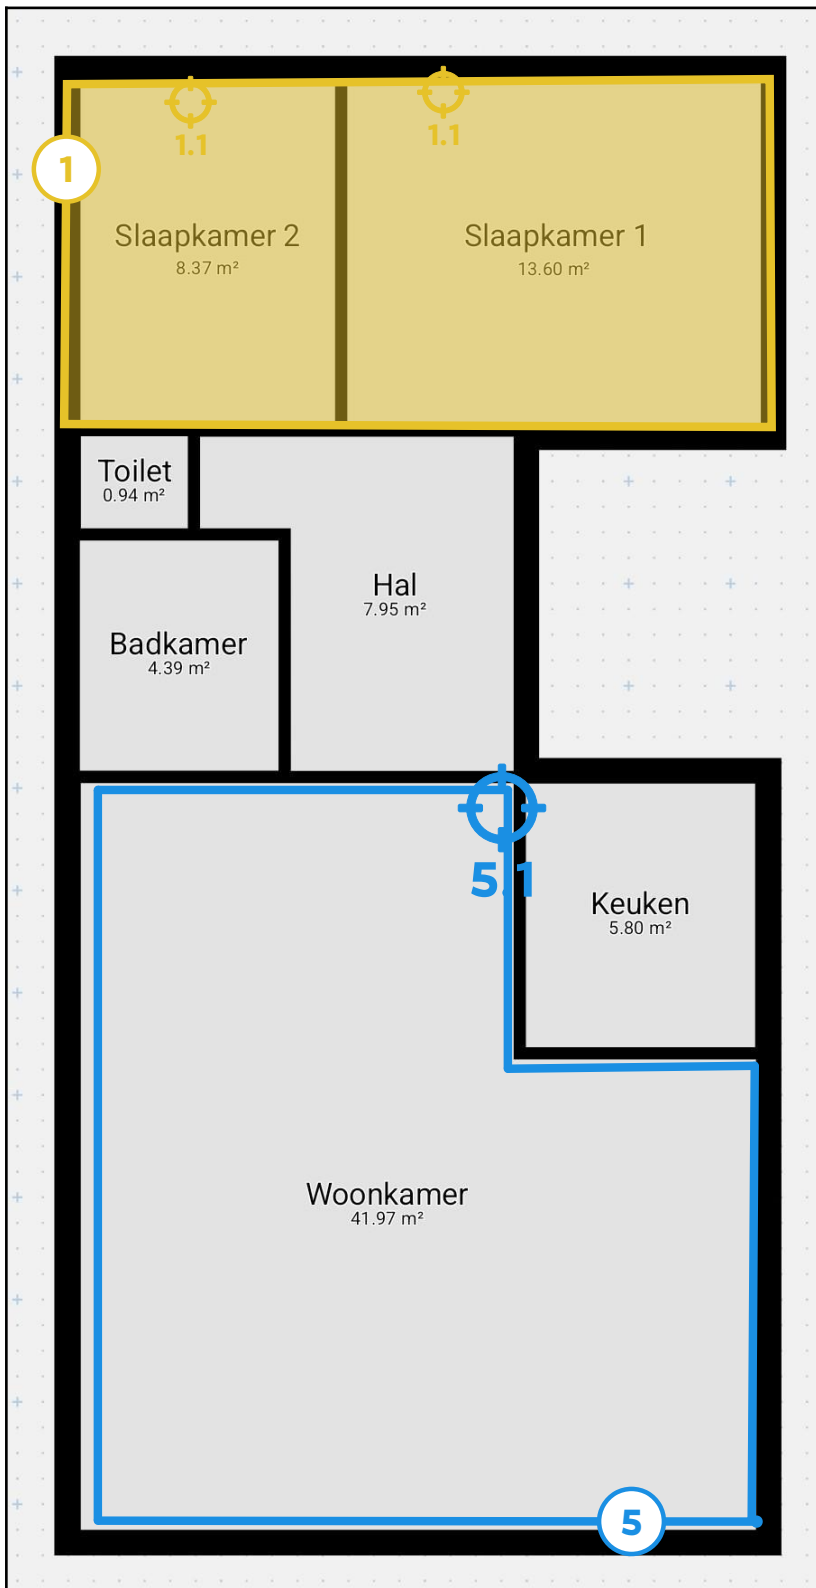 1.1
1.1
1
Slaapkamer 2
8.37 m²
Slaapkamer 1
13.60 m²
Toilet
0.94 m²
Hal
7.95 m²
Badkamer
4.39 m²
5.1
Keuken
5.80 m²
Woonkamer
41.97 m²
5